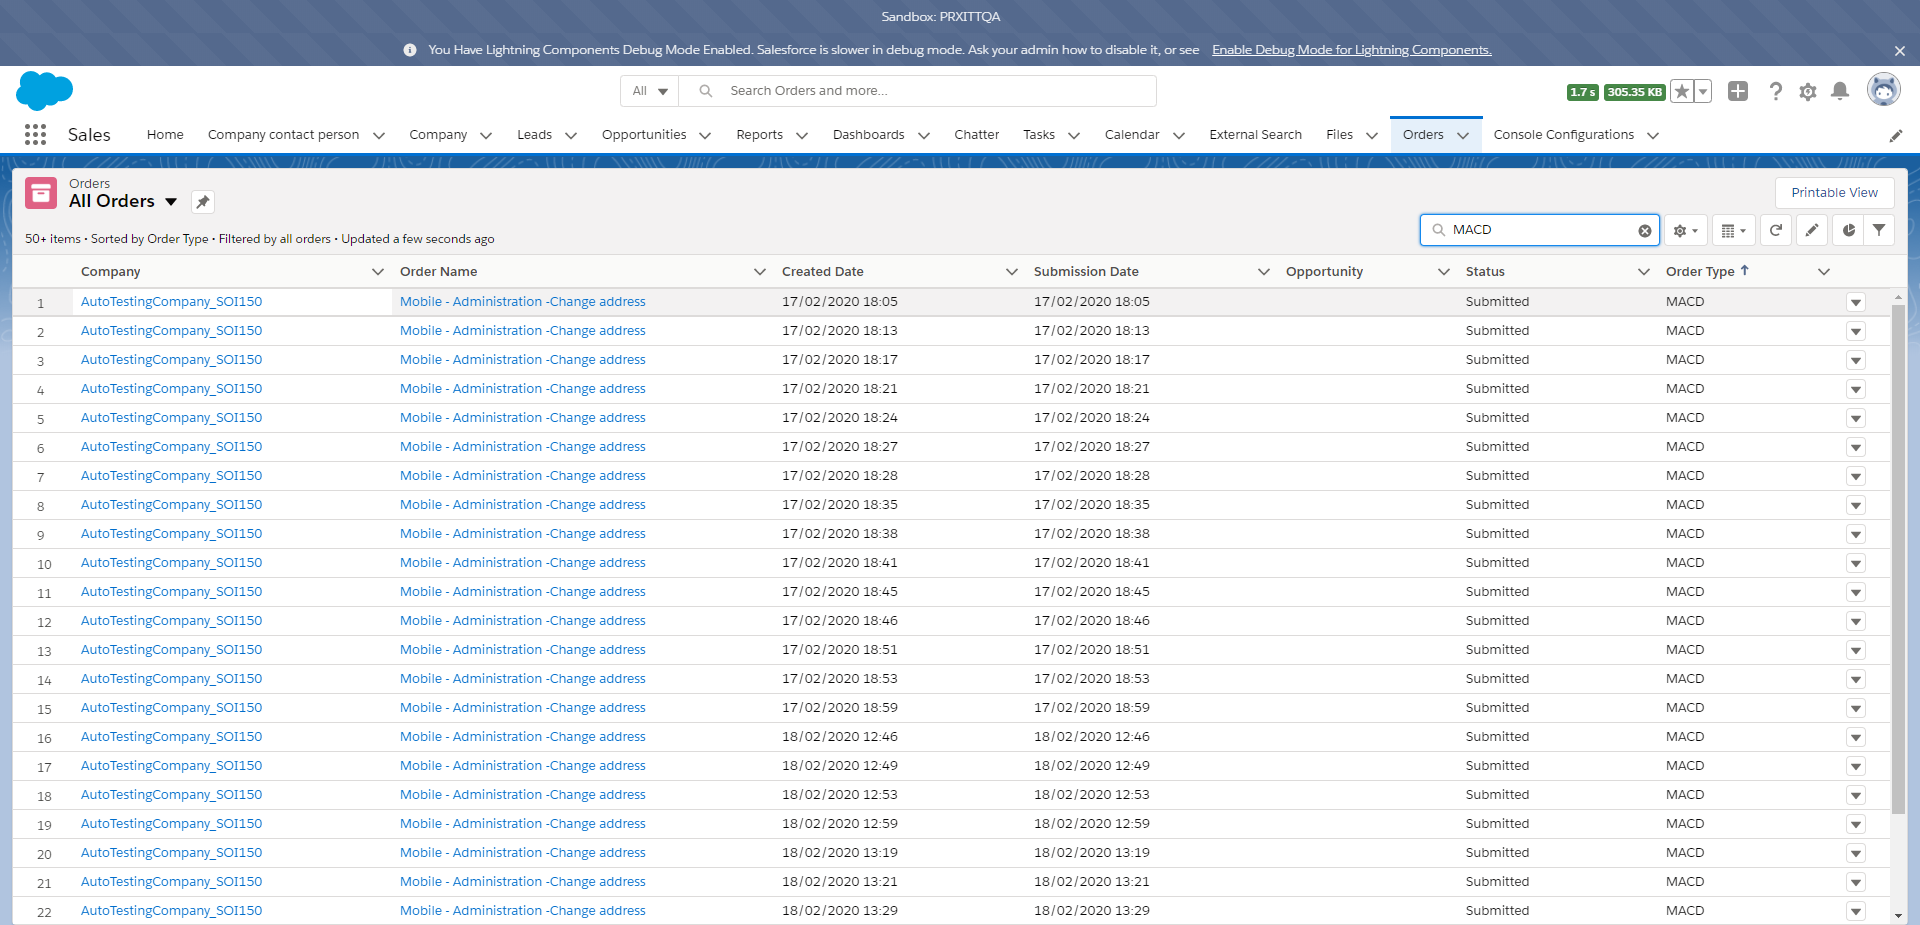 Sandbox: PRXITTQA
You Have Lightning Components Debug Mode Enabled. Salesforce is slower in debug mode. Ask your admin how to disable it, or see Enable Debug Mode for Lightning Components.
All Search Orders and more... 1.7 s 305.35 KB
Sales Home Company contact person Company Leads Opportunities Reports Dashboards Chatter Tasks Calendar External Search Files Orders Console Configurations
Orders
All Orders
Printable View
50+ items • Sorted by Order Type • Filtered by all orders • Updated a few seconds ago
MACD
Company Order Name Created Date Submission Date Opportunity Status Order Type
1 AutoTestingCompany_SOI150 Mobile - Administration -Change address 17/02/2020 18:05 17/02/2020 18:05 Submitted MACD
2 AutoTestingCompany_SOI150 Mobile - Administration -Change address 17/02/2020 18:13 17/02/2020 18:13 Submitted MACD
3 AutoTestingCompany_SOI150 Mobile - Administration -Change address 17/02/2020 18:17 17/02/2020 18:17 Submitted MACD
4 AutoTestingCompany_SOI150 Mobile - Administration -Change address 17/02/2020 18:21 17/02/2020 18:21 Submitted MACD
5 AutoTestingCompany_SOI150 Mobile - Administration -Change address 17/02/2020 18:24 17/02/2020 18:24 Submitted MACD
6 AutoTestingCompany_SOI150 Mobile - Administration -Change address 17/02/2020 18:27 17/02/2020 18:27 Submitted MACD
7 AutoTestingCompany_SOI150 Mobile - Administration -Change address 17/02/2020 18:28 17/02/2020 18:28 Submitted MACD
8 AutoTestingCompany_SOI150 Mobile - Administration -Change address 17/02/2020 18:35 17/02/2020 18:35 Submitted MACD
9 AutoTestingCompany_SOI150 Mobile - Administration -Change address 17/02/2020 18:38 17/02/2020 18:38 Submitted MACD
10 AutoTestingCompany_SOI150 Mobile - Administration -Change address 17/02/2020 18:41 17/02/2020 18:41 Submitted MACD
11 AutoTestingCompany_SOI150 Mobile - Administration -Change address 17/02/2020 18:45 17/02/2020 18:45 Submitted MACD
12 AutoTestingCompany_SOI150 Mobile - Administration -Change address 17/02/2020 18:46 17/02/2020 18:46 Submitted MACD
13 AutoTestingCompany_SOI150 Mobile - Administration -Change address 17/02/2020 18:51 17/02/2020 18:51 Submitted MACD
14 AutoTestingCompany_SOI150 Mobile - Administration -Change address 17/02/2020 18:53 17/02/2020 18:53 Submitted MACD
15 AutoTestingCompany_SOI150 Mobile - Administration -Change address 17/02/2020 18:59 17/02/2020 18:59 Submitted MACD
16 AutoTestingCompany_SOI150 Mobile - Administration -Change address 18/02/2020 12:46 18/02/2020 12:46 Submitted MACD
17 AutoTestingCompany_SOI150 Mobile - Administration -Change address 18/02/2020 12:49 18/02/2020 12:49 Submitted MACD
18 AutoTestingCompany_SOI150 Mobile - Administration -Change address 18/02/2020 12:53 18/02/2020 12:53 Submitted MACD
19 AutoTestingCompany_SOI150 Mobile - Administration -Change address 18/02/2020 12:59 18/02/2020 12:59 Submitted MACD
20 AutoTestingCompany_SOI150 Mobile - Administration -Change address 18/02/2020 13:19 18/02/2020 13:19 Submitted MACD
21 AutoTestingCompany_SOI150 Mobile - Administration -Change address 18/02/2020 13:21 18/02/2020 13:21 Submitted MACD
22 AutoTestingCompany_SOI150 Mobile - Administration -Change address 18/02/2020 13:29 18/02/2020 13:29 Submitted MACD